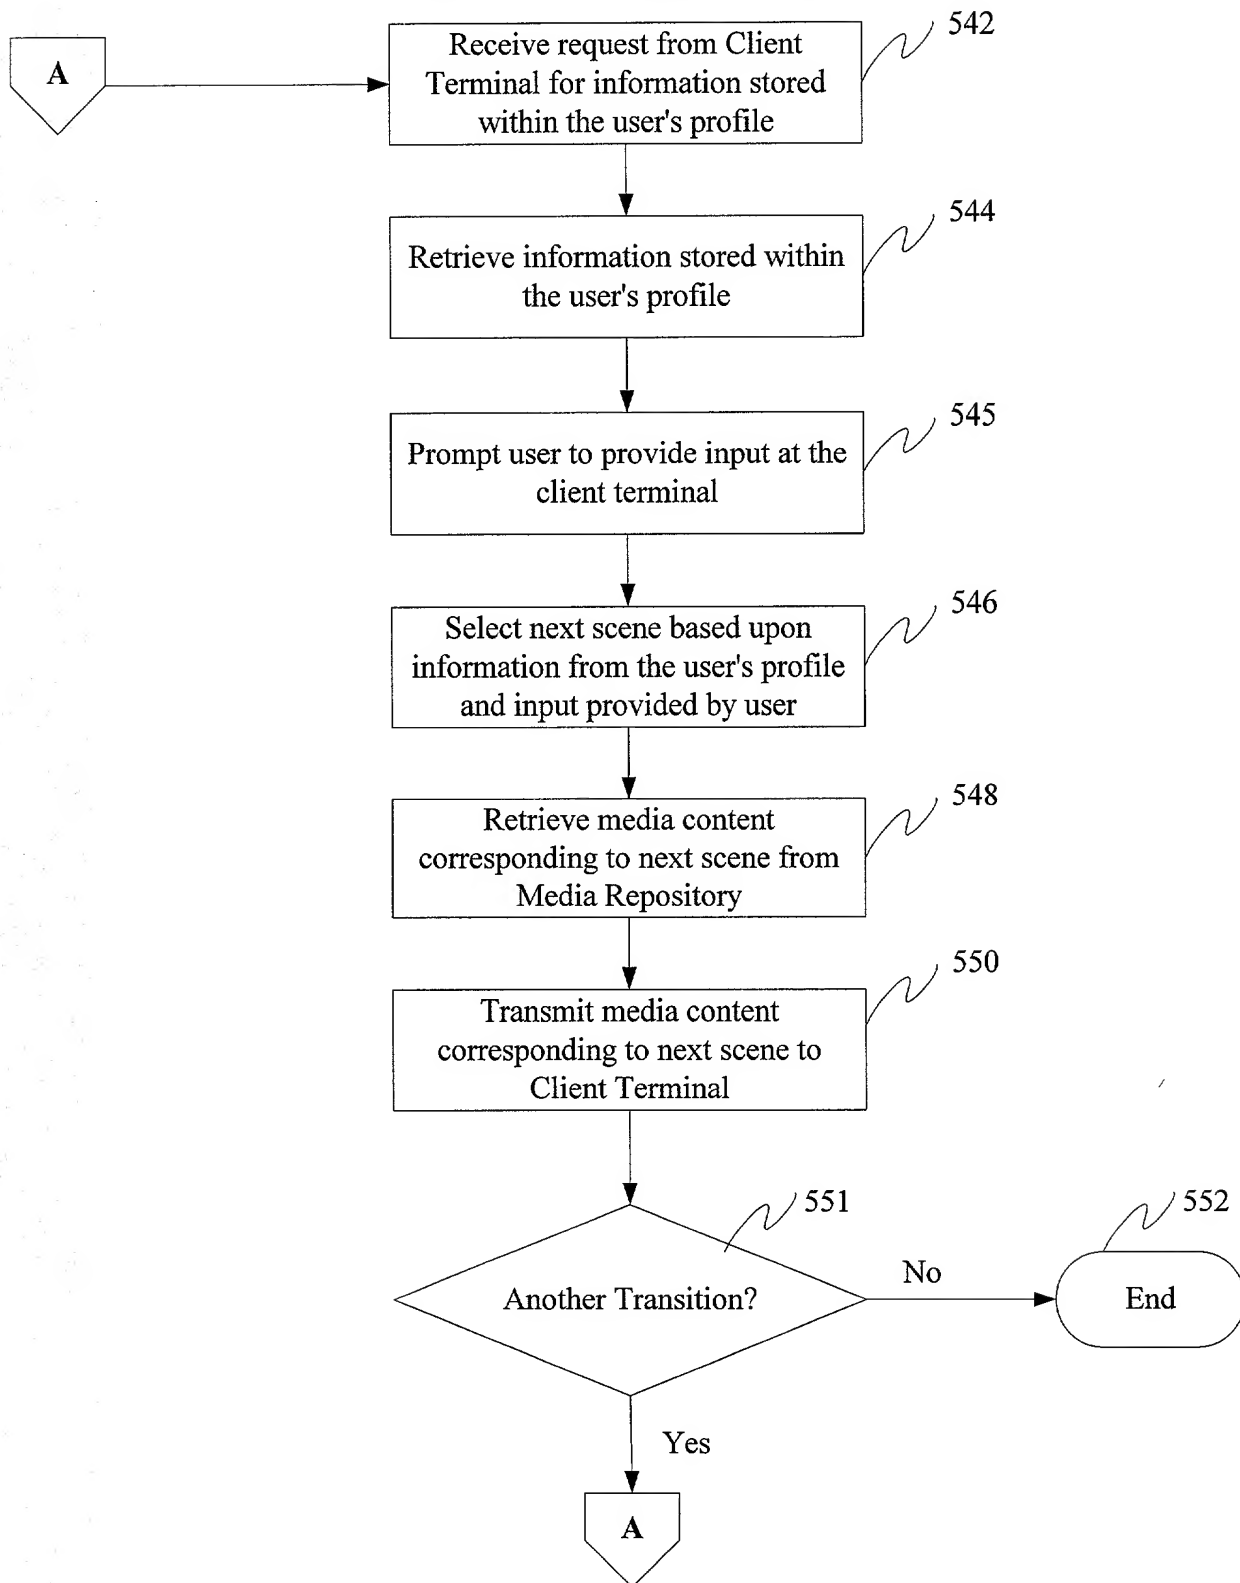 A
Receive request from Client
Terminal for information stored
within the user's profile
542
Retrieve information stored within
the user's profile
544
Prompt user to provide input at the
client terminal
545
Select next scene based upon
information from the user's profile
and input provided by user
546
Retrieve media content
corresponding to next scene from
Media Repository
548
Transmit media content
corresponding to next scene to
Client Terminal
550
Another Transition?
551
No
End
552
Yes
A